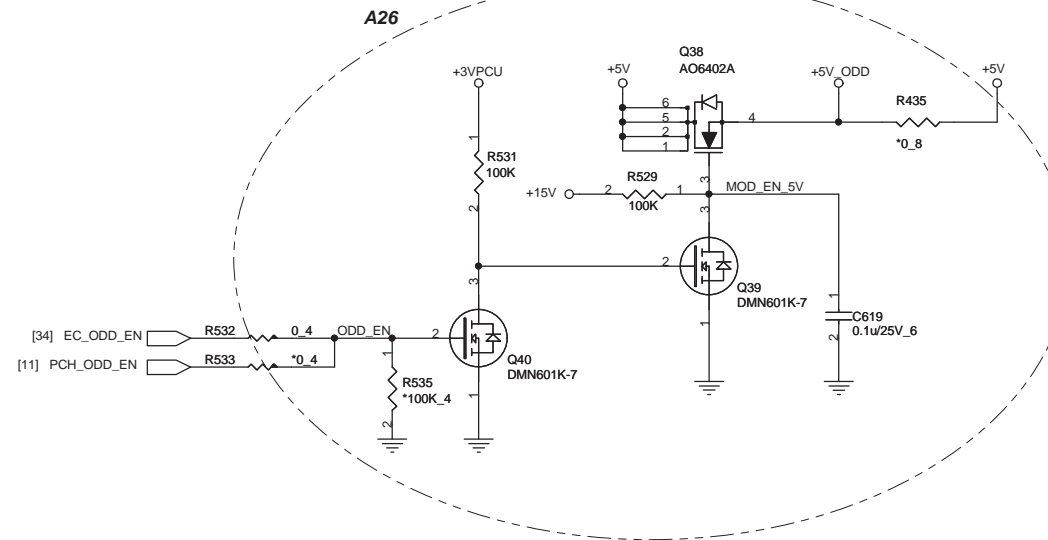 A26
+3VPCU
+5V
Q38
AO6402A
+5V_ODD
+5V
R435
*0_8
6
5
2
1
4
3
1
R531
100K
2
+15V
2
R529
100K
1
MOD_EN_5V
3
3
2
Q39
DMN601K-7
1
1
C619
0.1u/25V_6
2
[34] EC_ODD_EN
R532
0_4
ODD_EN
2
[11] PCH_ODD_EN
R533
*0_4
Q40
DMN601K-7
1
1
R535
*100K_4
2